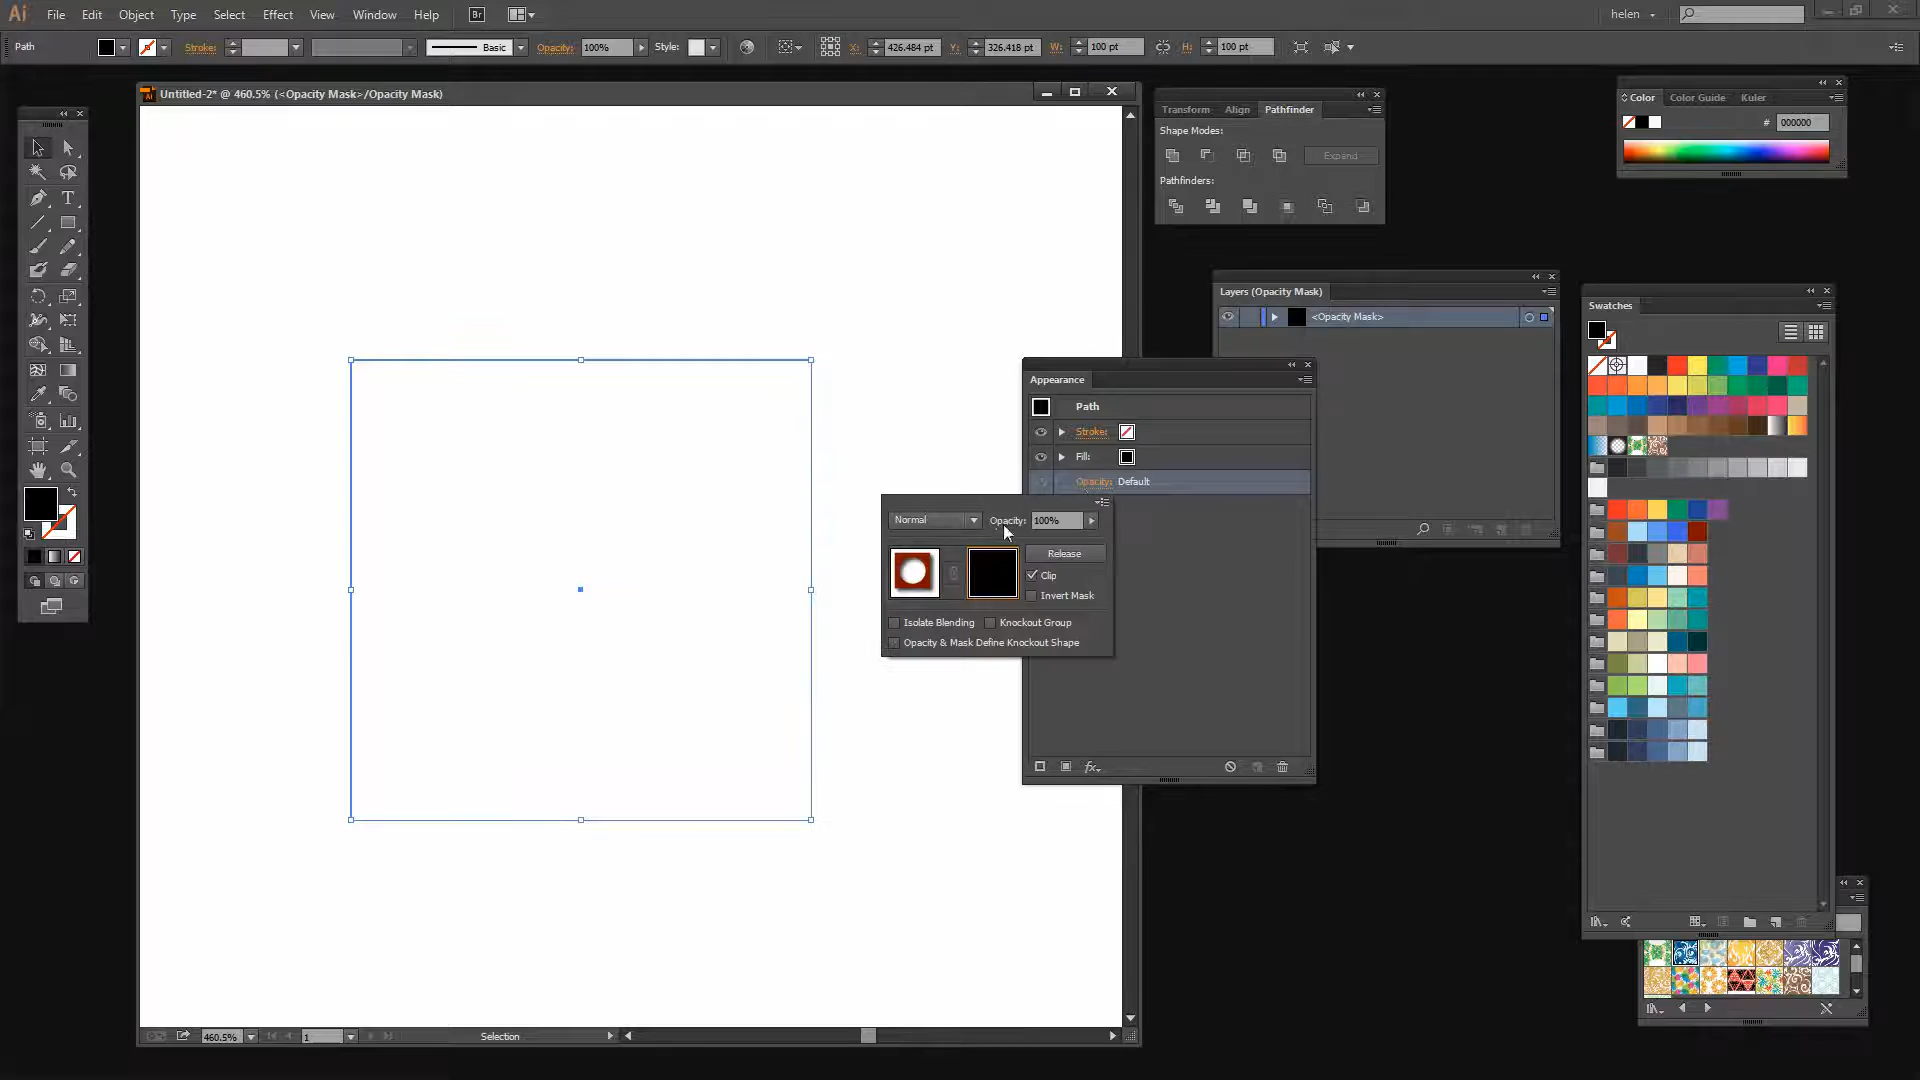 Ai File Edit Object Type Select Effect View Window Help Br helen
Path Stroke: Basic Opacity: 100% Style: X: 426.484 pt Y: 326.418 pt W: 100 pt H: 100 pt
Untitled-2* @ 460.5% (<Opacity Mask>/Opacity Mask)
Transform Align Pathfinder
Shape Modes:
Expand
Pathfinders:
Color Color Guide Kuler
# 000000
Layers (Opacity Mask)
<Opacity Mask>
Swatches
Appearance
Path
Stroke:
Fill:
Opacity: Default
Normal Opacity: 100%
Release
Clip
Invert Mask
Isolate Blending Knockout Group
Opacity & Mask Define Knockout Shape
fx
T
460.5% 1 Selection